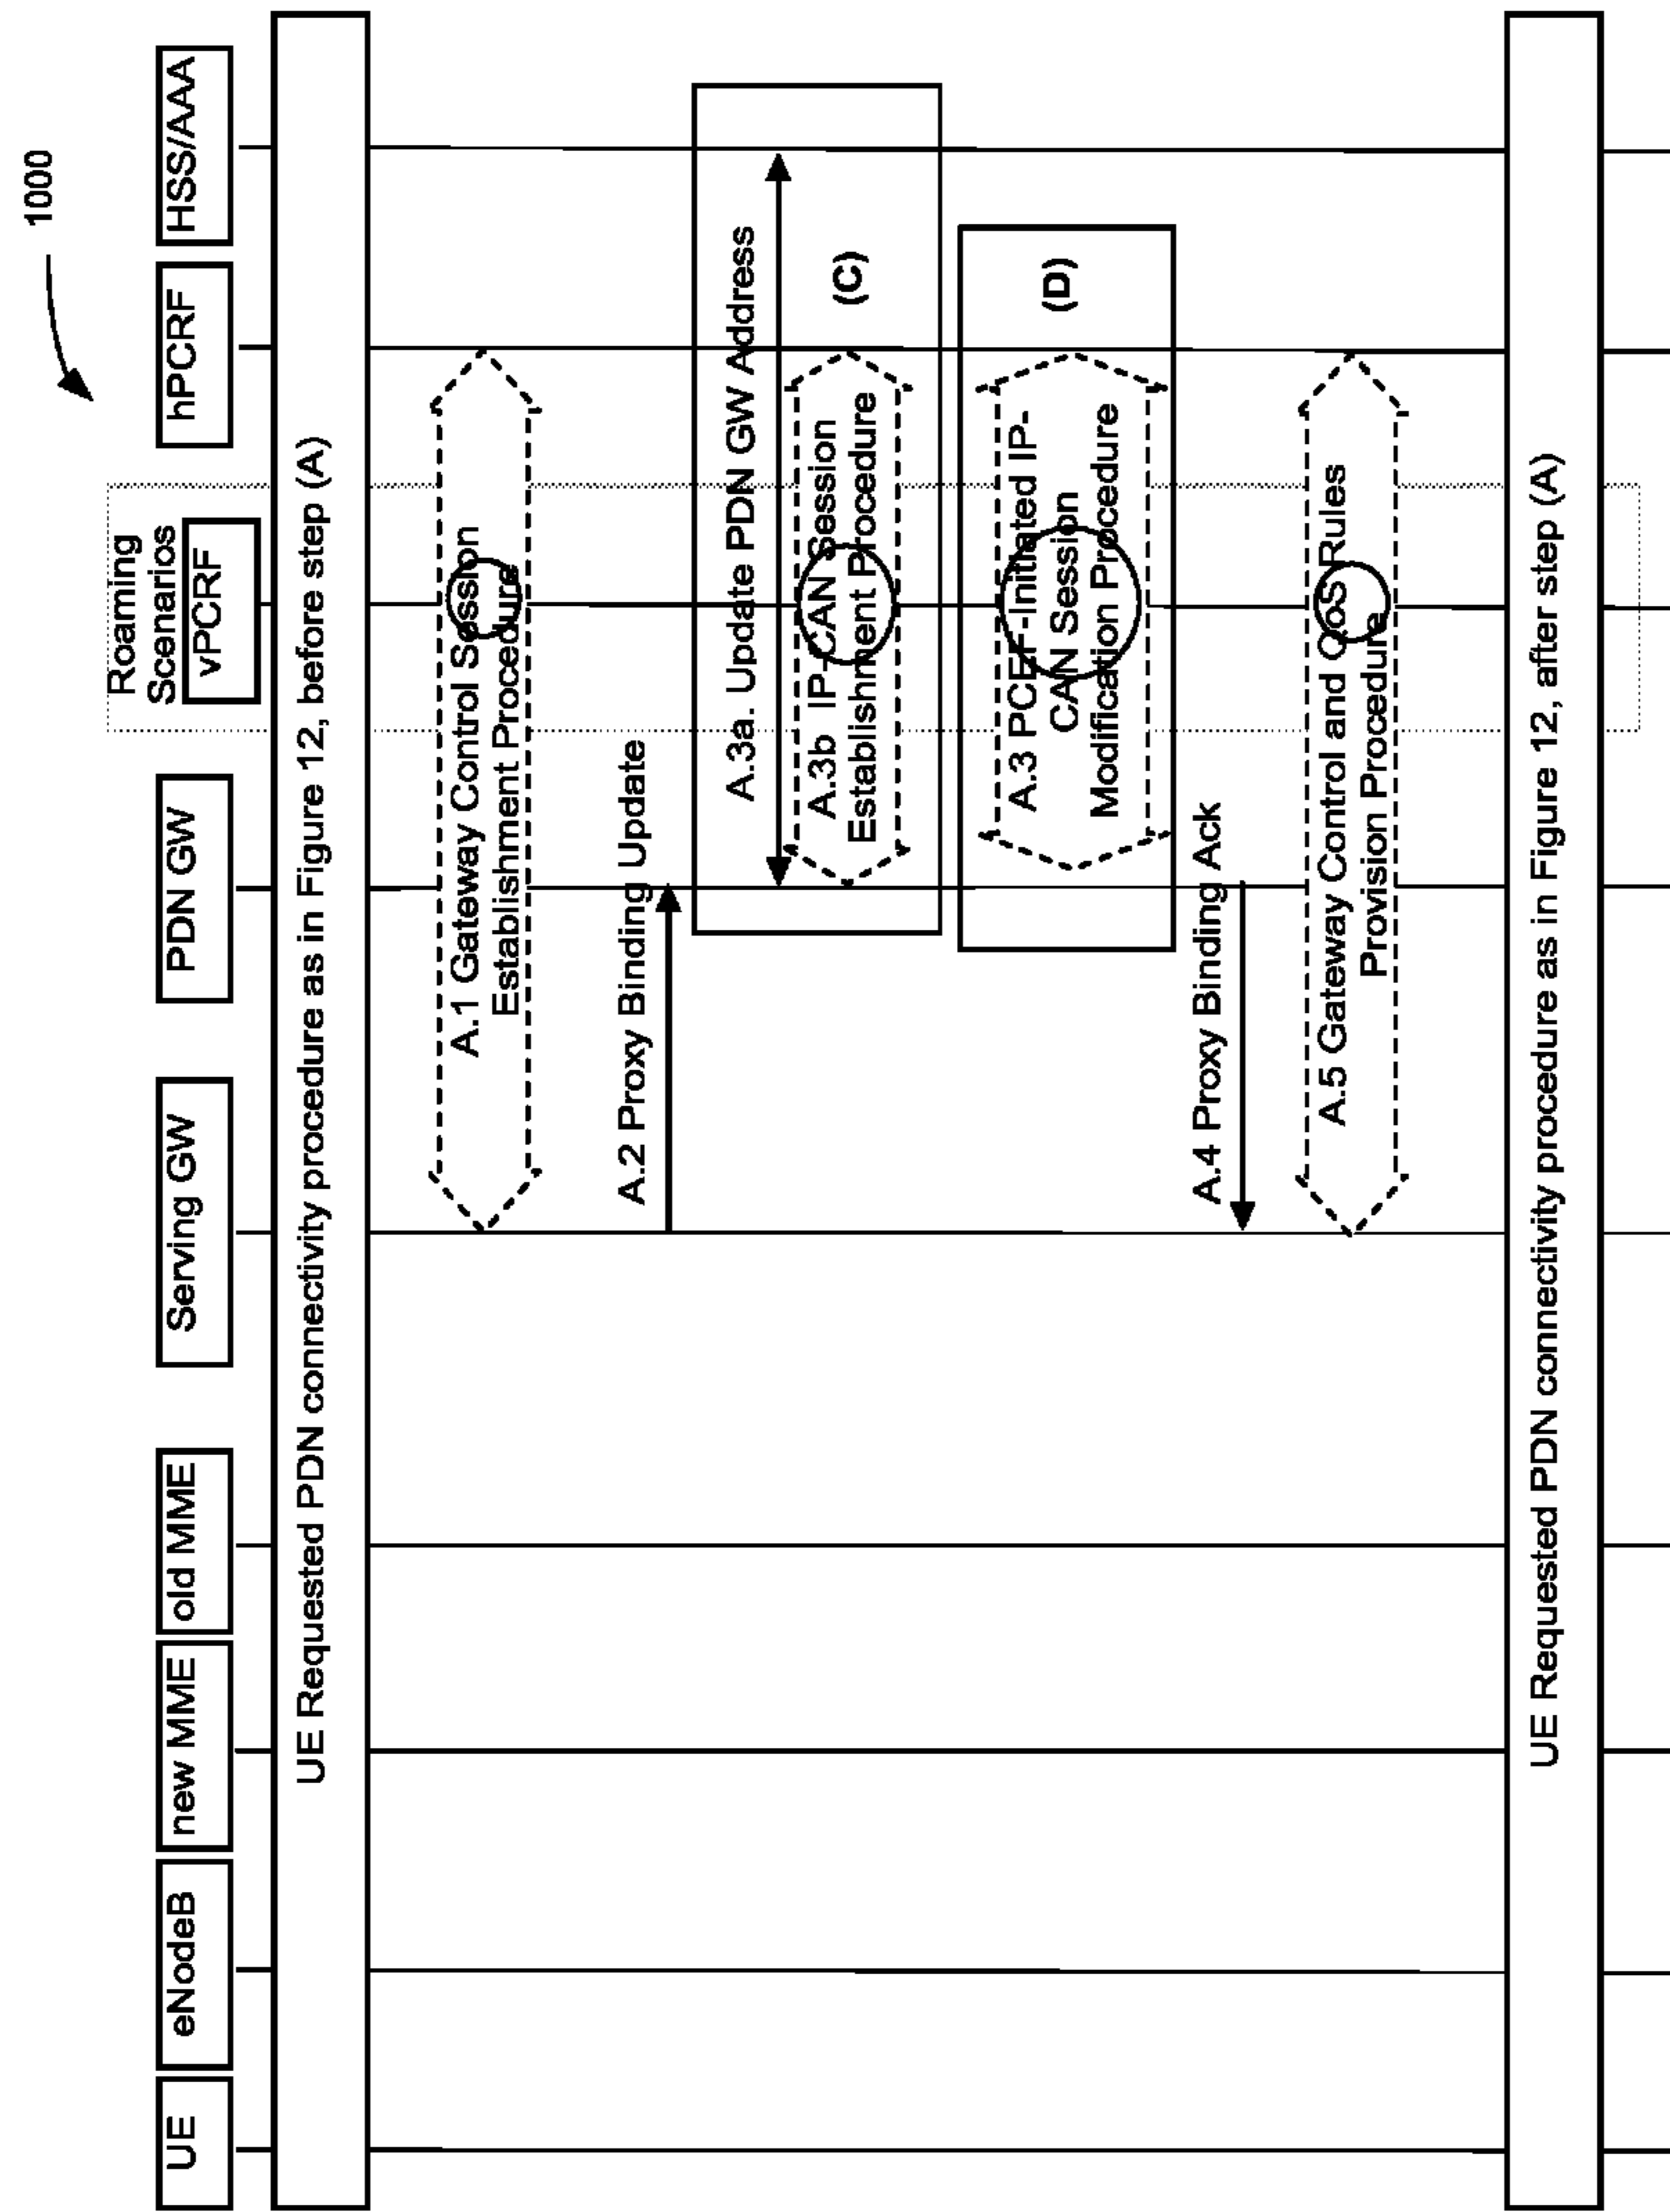 1000
UE
eNodeB
new MME
old MME
Serving GW
PDN GW
Roaming
Scenarios
vPCRF
hPCRF
HSS/AAA
UE Requested PDN connectivity procedure as in Figure 12, before step (A)
A.1 Gateway Control Session
Establishment Procedure
A.2 Proxy Binding Update
A.3a. Update PDN GW Address
A.3b IP-CAN Session
Establishment Procedure
(C)
A.3 PCEF-Initiated IP-
CAN Session
Modification Procedure
(D)
A.4 Proxy Binding Ack
A.5 Gateway Control and QoS Rules
Provision Procedure
UE Requested PDN connectivity procedure as in Figure 12, after step (A)